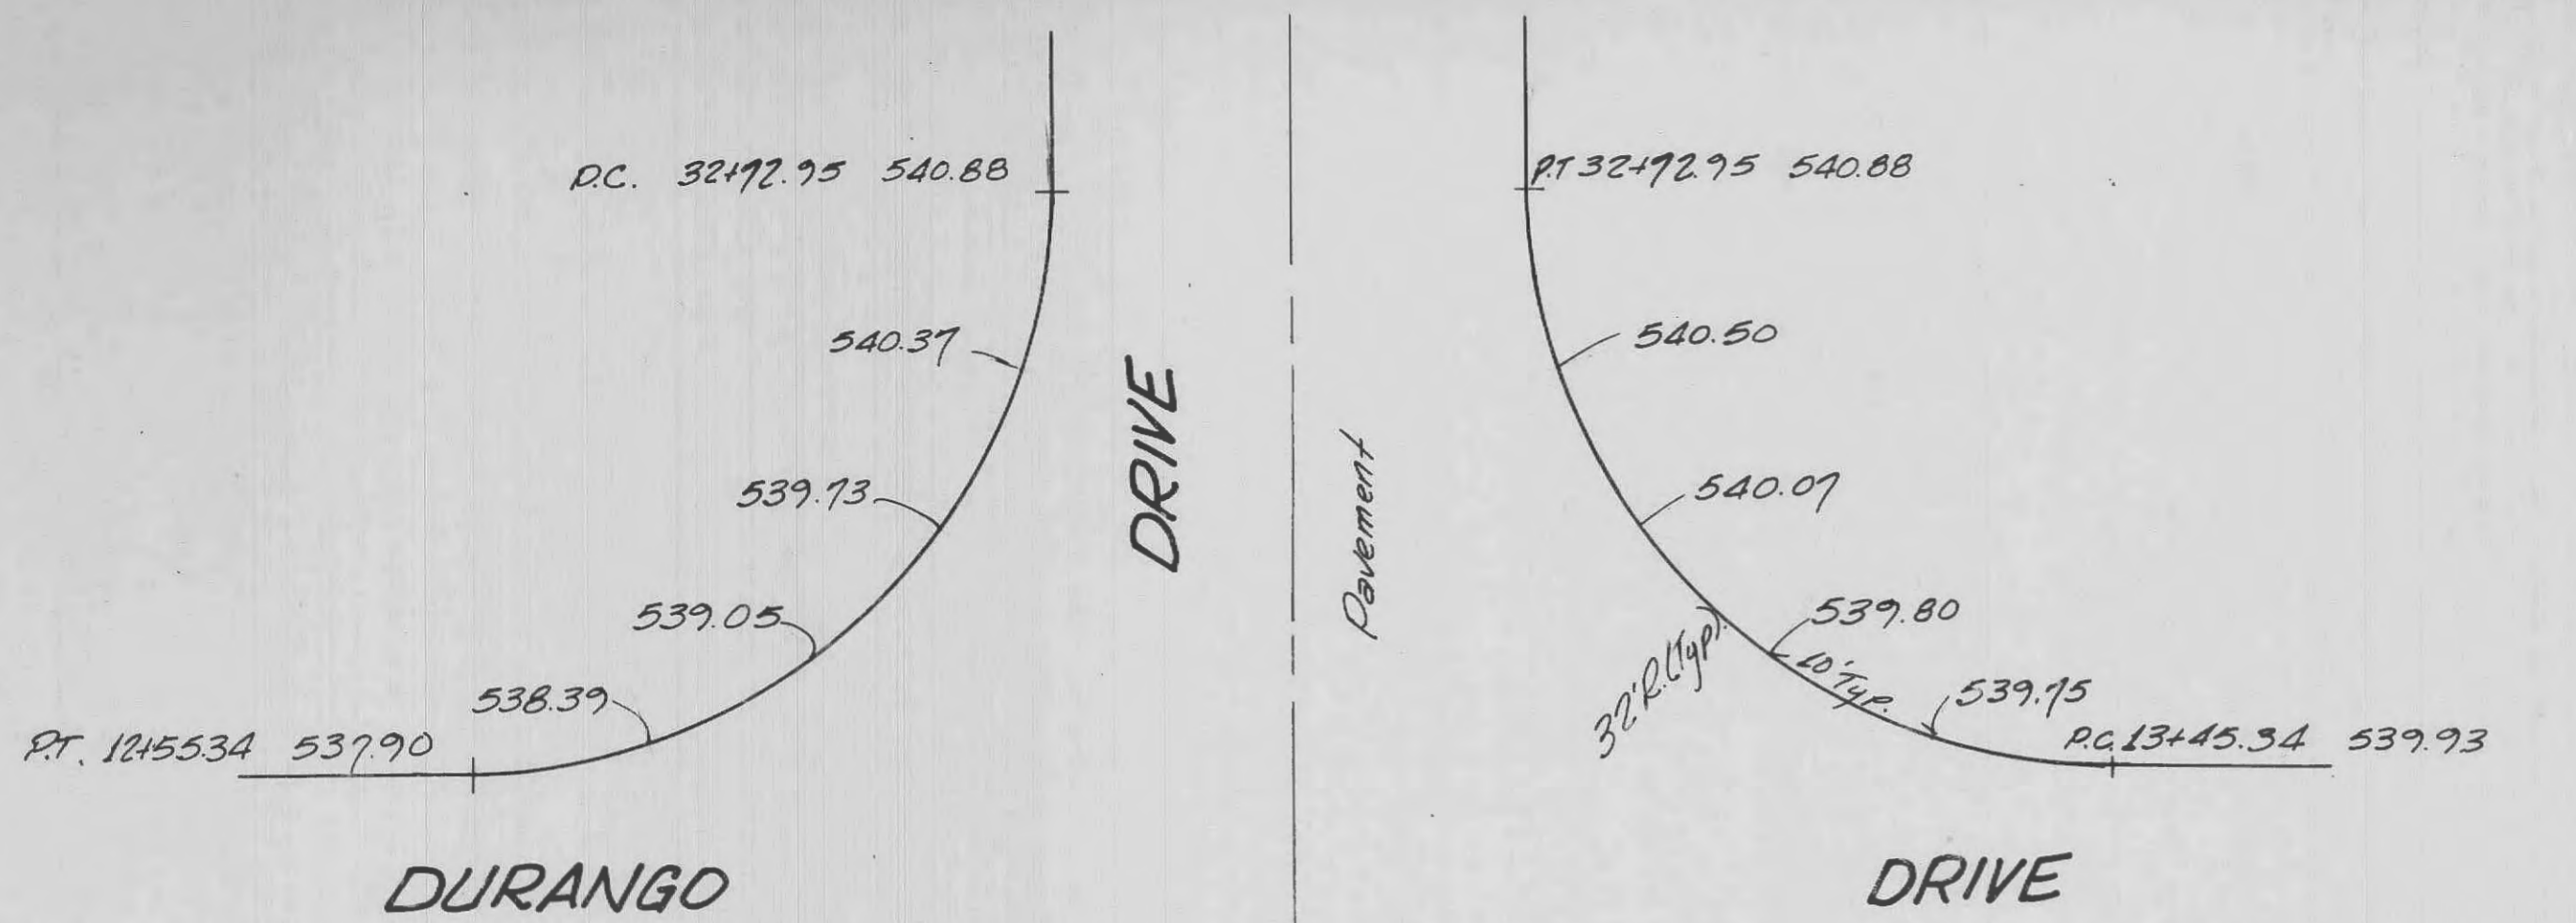 P.C. 32+72.95 540.88
P.T 32+72.95 540.88
540.37
540.50
539.73
540.07
DRIVE
Pavement
539.05
539.80
32'R.(Typ).
10' Typ.
538.39
539.75
P.T. 12+55.34 537.90
P.C. 13+45.34 539.93
DURANGO
DRIVE